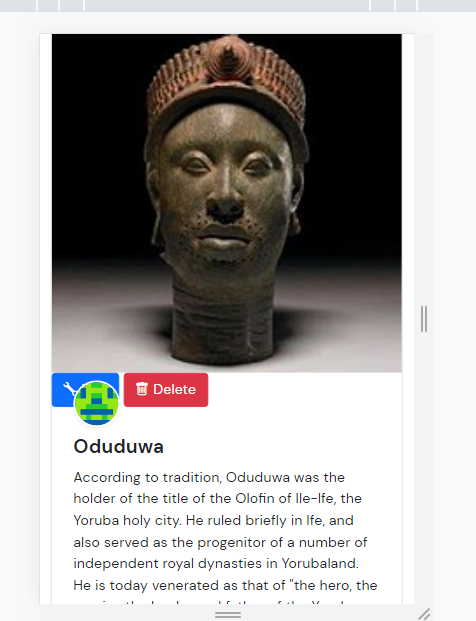 Delete
Oduduwa
According to tradition, Oduduwa was the
holder of the title of the Olofin of Ile-Ife, the
Yoruba holy city. He ruled briefly in Ife, and
also served as the progenitor of a number of
independent royal dynasties in Yorubaland.
He is today venerated as that of "the hero, the